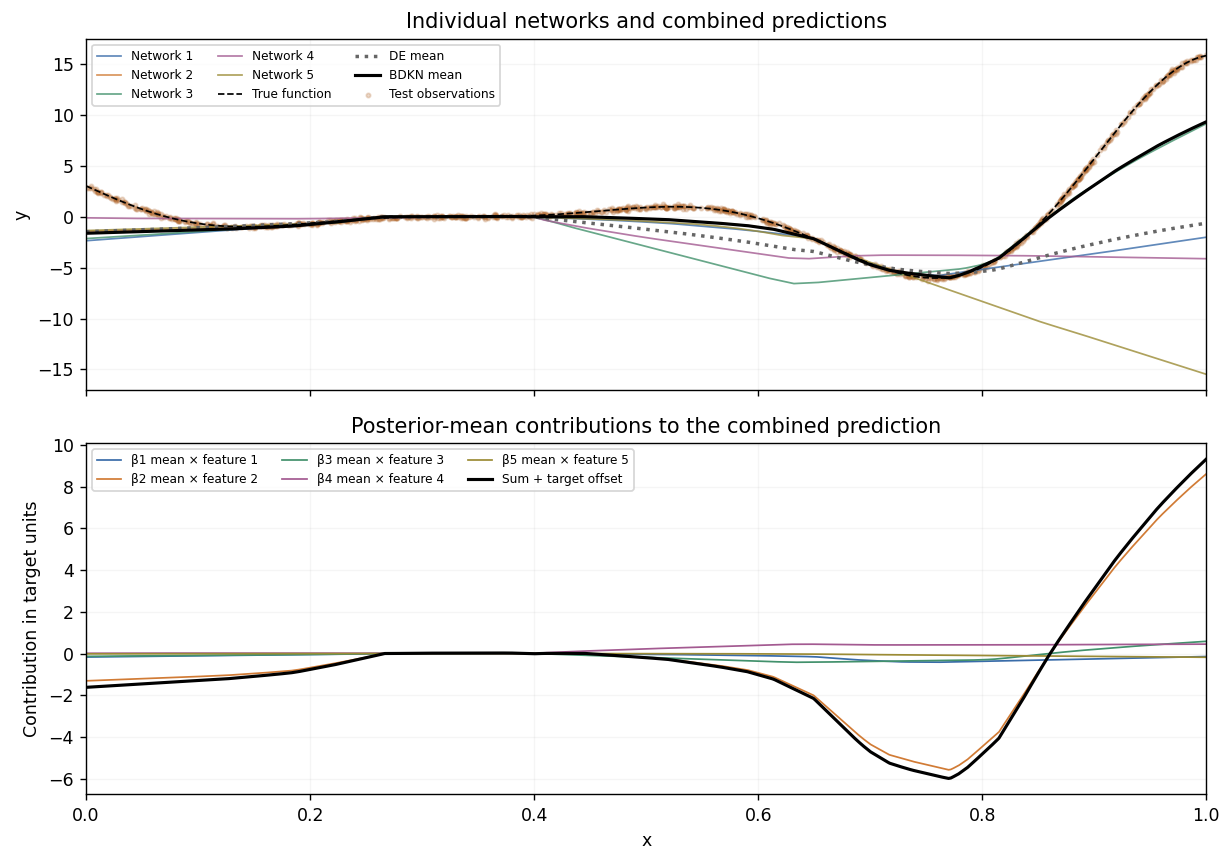 Individual networks and combined predictions
Network 1 Network 4 DE mean
Network 2 Network 5 BDKN mean
Network 3 True function Test observations
15
10
5
0
−5
−10
−15
y
Posterior-mean contributions to the combined prediction
β1 mean × feature 1 β3 mean × feature 3 β5 mean × feature 5
β2 mean × feature 2 β4 mean × feature 4 Sum + target offset
10
8
6
4
2
0
−2
−4
−6
Contribution in target units
0.0 0.2 0.4 0.6 0.8 1.0
x